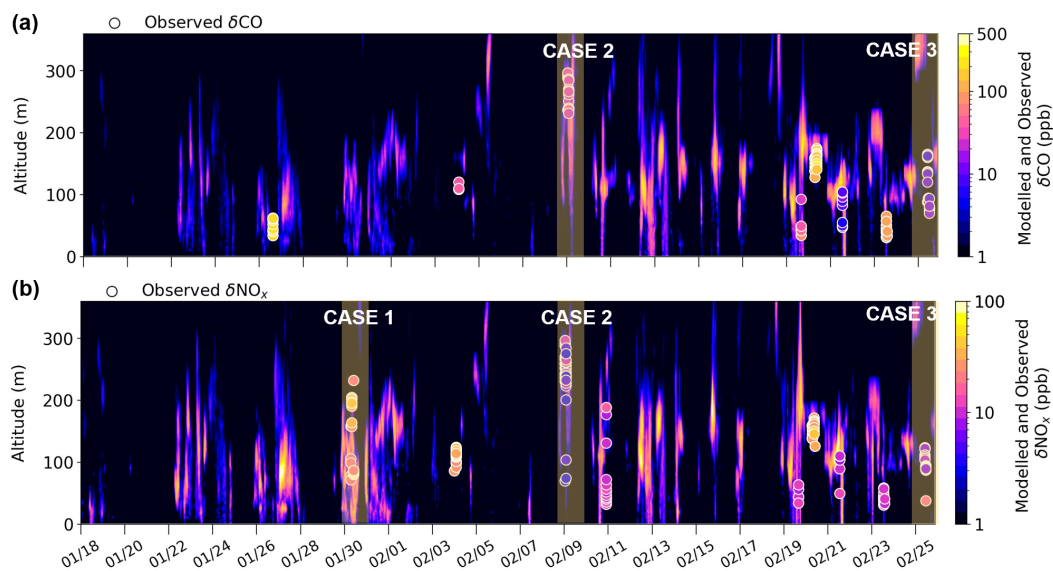 (a)
Observed δCO
CASE 2
CASE 3
300
200
100
0
Altitude (m)
500
100
10
1
Modelled and Observed
δCO (ppb)
(b)
Observed δNOx
CASE 1
CASE 2
CASE 3
300
200
100
0
Altitude (m)
100
10
1
Modelled and Observed
δNOx (ppb)
01/18
01/20
01/22
01/24
01/26
01/28
01/30
02/01
02/03
02/05
02/07
02/09
02/11
02/13
02/15
02/17
02/19
02/21
02/23
02/25